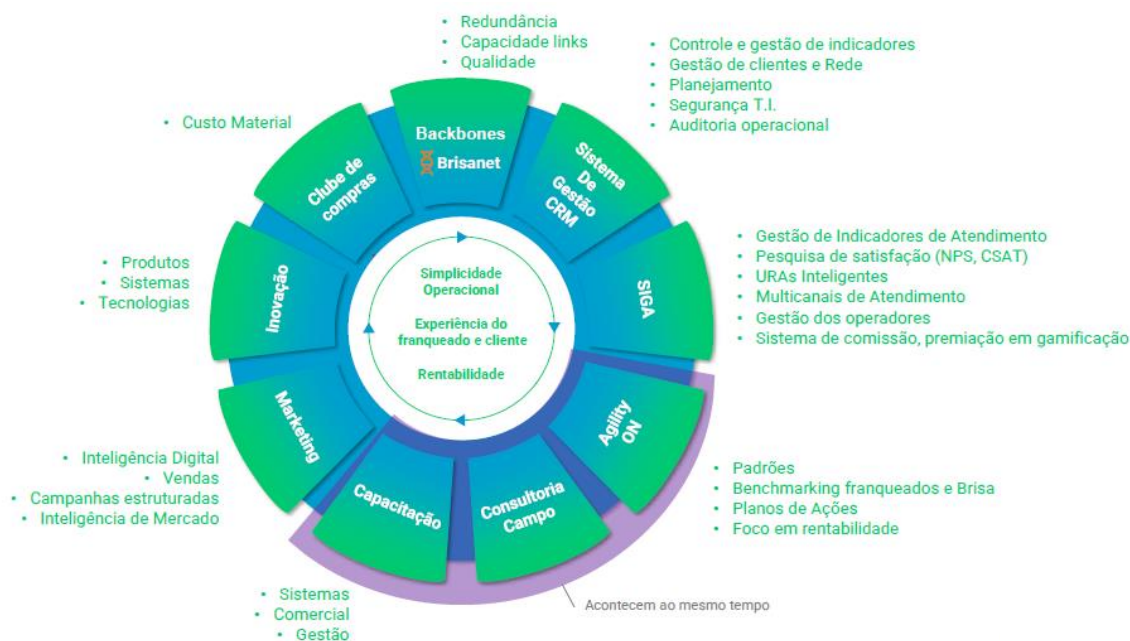 • Redundância
• Capacidade links
• Qualidade
• Controle e gestão de indicadores
• Gestão de clientes e Rede
• Planejamento
• Segurança T.I.
• Auditoria operacional
• Custo Material
Backbones
Brisanet
Sistema
De
Gestão
CRM
Clube de
compras
• Gestão de Indicadores de Atendimento
• Pesquisa de satisfação (NPS, CSAT)
• URAs Inteligentes
• Multicanais de Atendimento
• Gestão dos operadores
• Sistema de comissão, premiação em gamificação
SIGA
• Produtos
• Sistemas
• Tecnologias
Inovação
Simplicidade
Operacional
Experiência do
franqueado e cliente
Rentabilidade
Agility
ON
• Padrões
• Benchmarking franqueados e Brisa
• Planos de Ações
• Foco em rentabilidade
Marketing
• Inteligência Digital
• Vendas
• Campanhas estruturadas
• Inteligência de Mercado
Capacitação
Consultoria
Campo
• Sistemas
• Comercial
• Gestão
Acontecem ao mesmo tempo